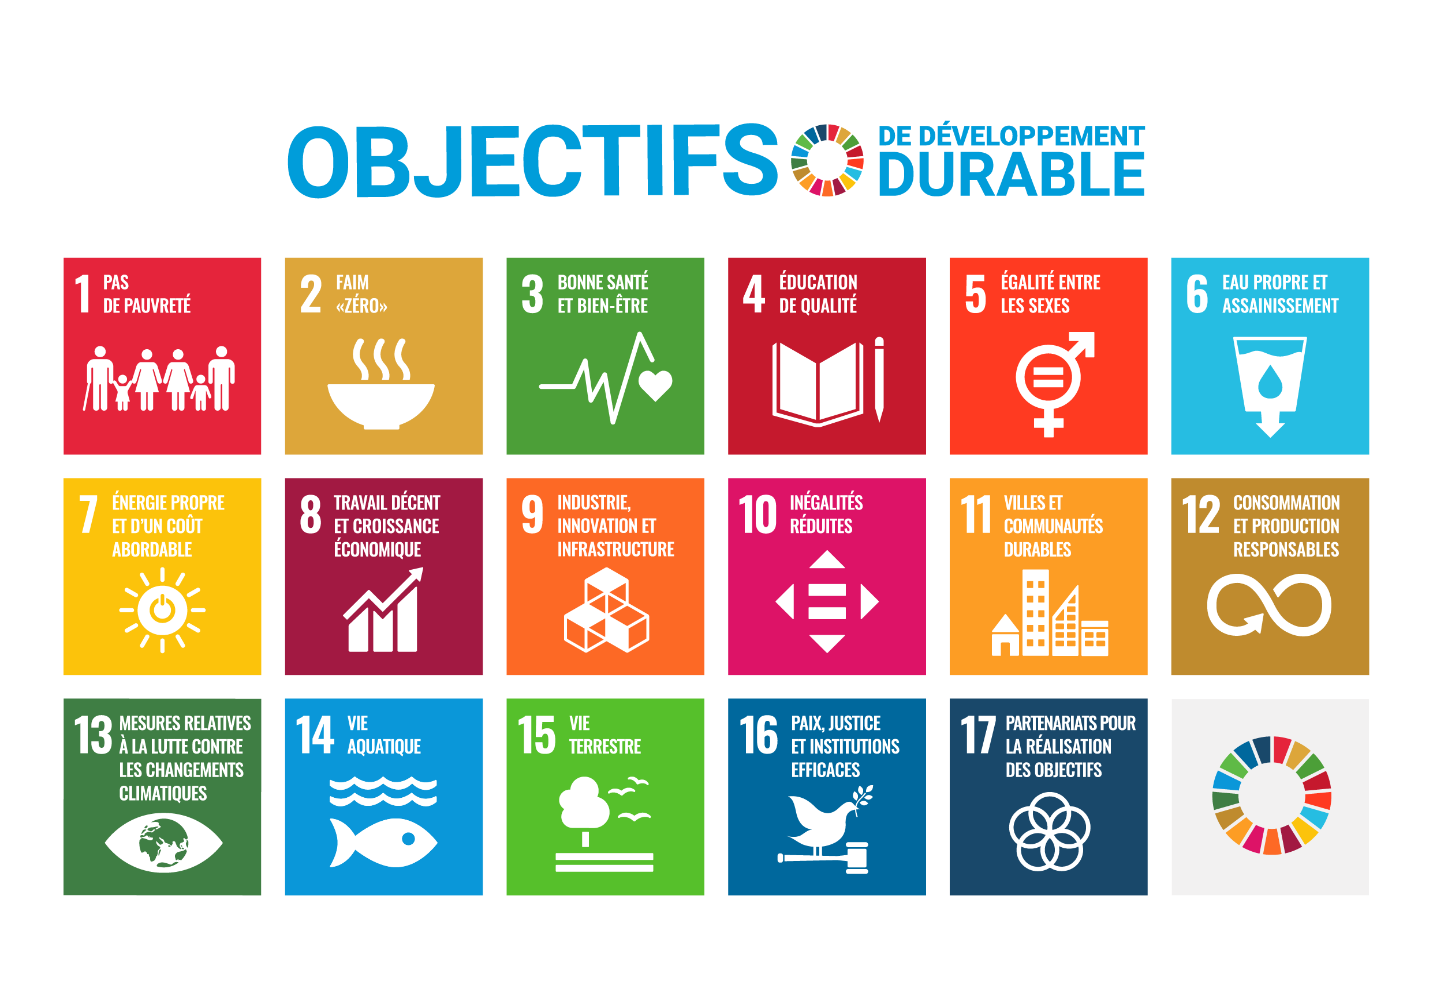 OBJECTIFS DE DÉVELOPPEMENT
DURABLE
1 PAS
DE PAUVRETÉ
2 FAIM
«ZÉRO»
3 BONNE SANTÉ
ET BIEN-ÊTRE
4 ÉDUCATION
DE QUALITÉ
5 ÉGALITÉ ENTRE
LES SEXES
6 EAU PROPRE ET
ASSAINISSEMENT
7 ÉNERGIE PROPRE
ET D'UN COÛT
ABORDABLE
8 TRAVAIL DÉCENT
ET CROISSANCE
ÉCONOMIQUE
9 INDUSTRIE,
INNOVATION ET
INFRASTRUCTURE
10 INÉGALITÉS
RÉDUITES
11 VILLES ET
COMMUNAUTÉS
DURABLES
12 CONSOMMATION
ET PRODUCTION
RESPONSABLES
13 MESURES RELATIVES
À LA LUTTE CONTRE
LES CHANGEMENTS
CLIMATIQUES
14 VIE
AQUATIQUE
15 VIE
TERRESTRE
16 PAIX, JUSTICE
ET INSTITUTIONS
EFFICACES
17 PARTENARIATS POUR
LA RÉALISATION
DES OBJECTIFS